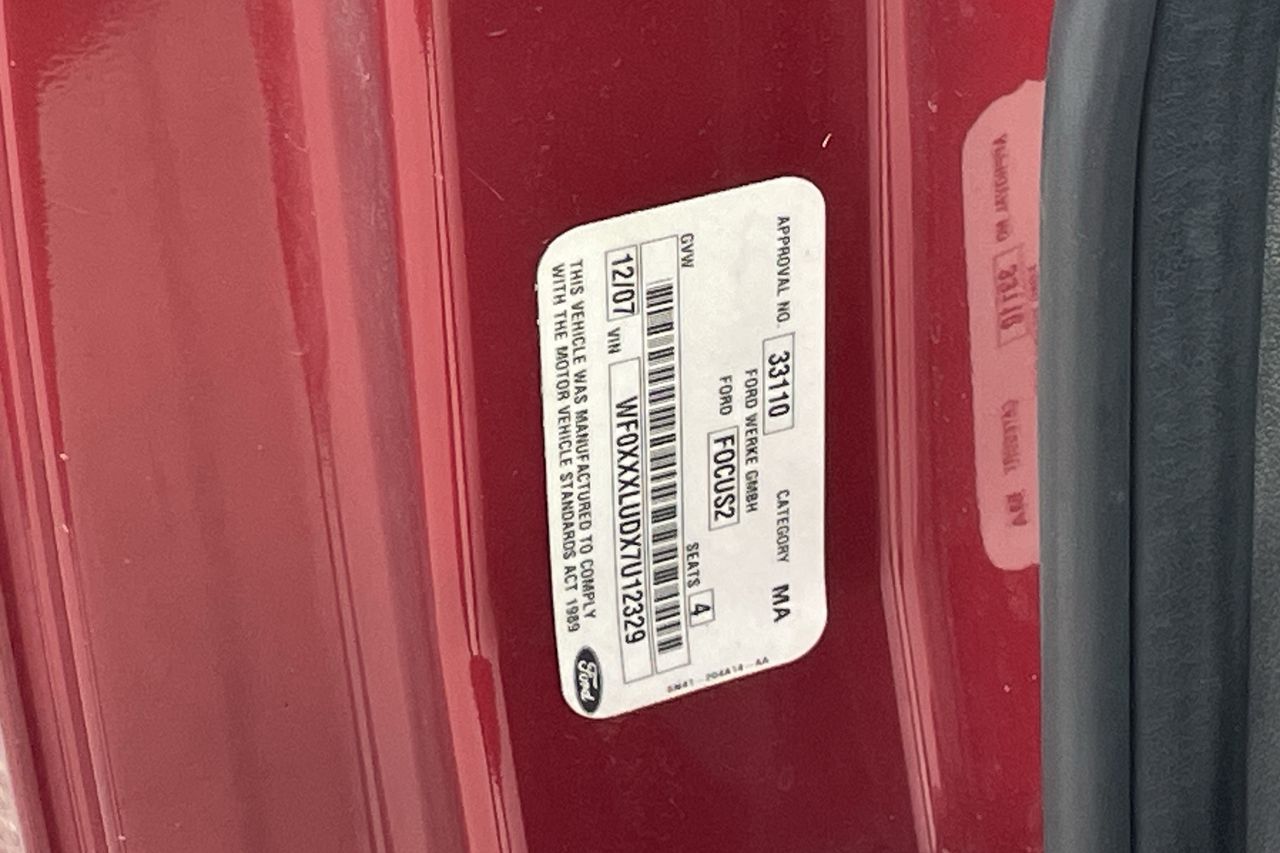 APPROVAL NO. 33110 CATEGORY MA
FORD WERKE GMBH
FORD FOCUS2
GVW SEATS 4
12/07 VIN WF0XXXLUDX7U12329
THIS VEHICLE WAS MANUFACTURED TO COMPLY
WITH THE MOTOR VEHICLE STANDARDS ACT 1989
Ford